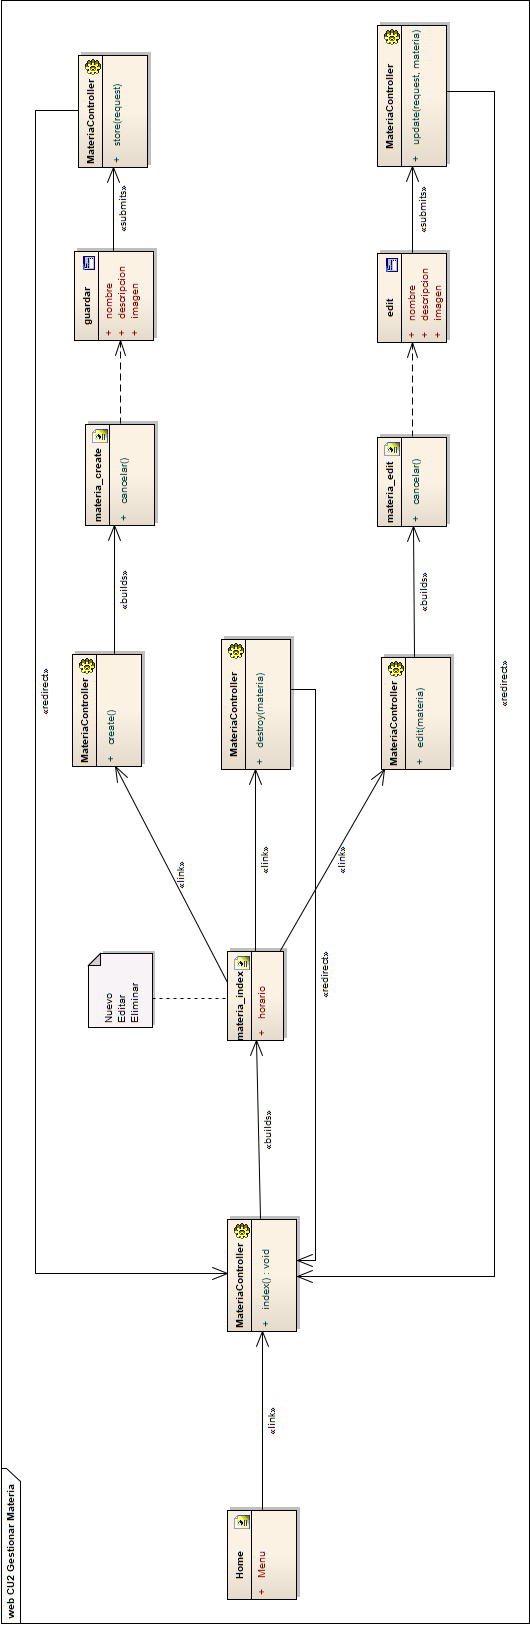 web CU2 Gestionar Materia
Home
+ Menu
«link»
MateriaController
+ index() : void
«builds»
materia_index
+ horario
Nuevo
Editar
Eliminar
«link»
MateriaController
+ create()
«builds»
materia_create
+ cancelar()
guardar
+ nombre
+ descripcion
+ imagen
«submits»
MateriaController
+ store(request)
«redirect»
«link»
MateriaController
+ destroy(materia)
«redirect»
«link»
MateriaController
+ edit(materia)
«builds»
materia_edit
+ cancelar()
edit
+ nombre
+ descripcion
+ imagen
«submits»
MateriaController
+ update(request, materia)
«redirect»